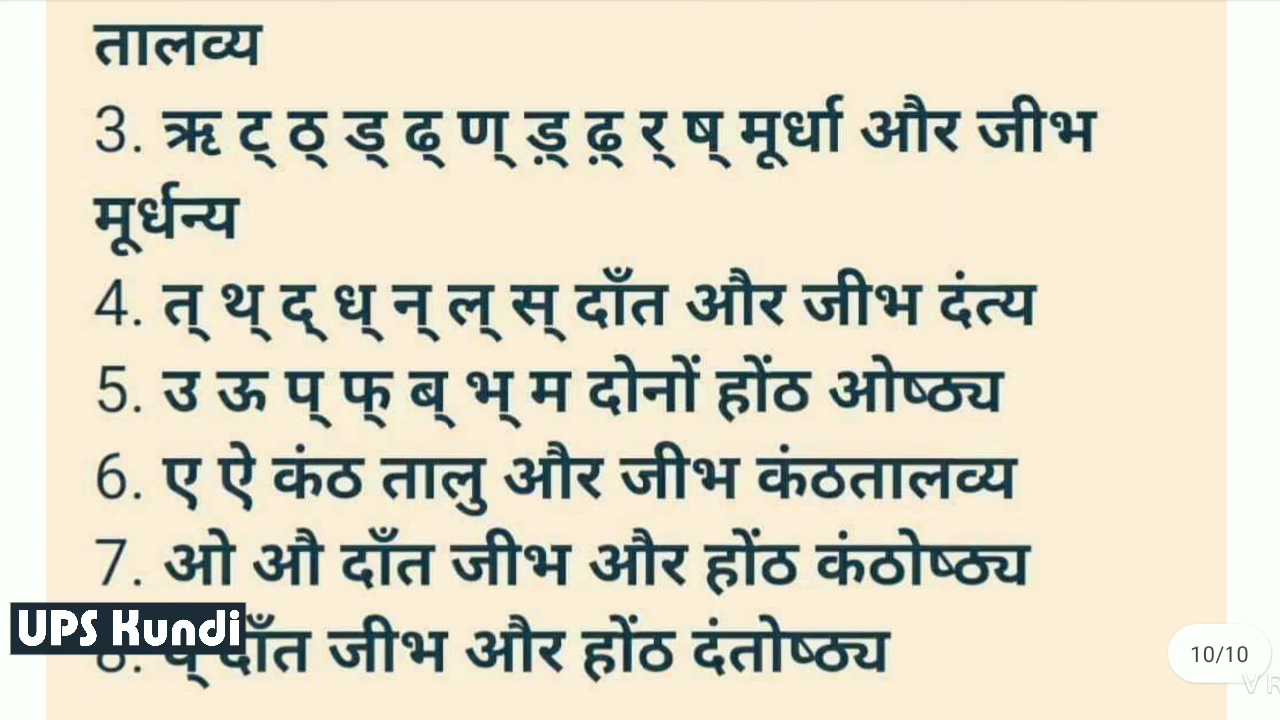 तालव्य
3. ऋ ट् ठ् ड् ढ् ण् ड़् ढ़् र् ष् मूर्धा और जीभ
मूर्धन्य
4. त् थ् द् ध् न् ल् स् दाँत और जीभ दंत्य
5. उ ऊ प् फ् ब् भ् म दोनों होंठ ओष्ठ्य
6. ए ऐ कंठ तालु और जीभ कंठतालव्य
7. ओ औ दाँत जीभ और होंठ कंठोष्ठ्य
UPS Kundi
8. व् दाँत जीभ और होंठ दंतोष्ठ्य
10/10